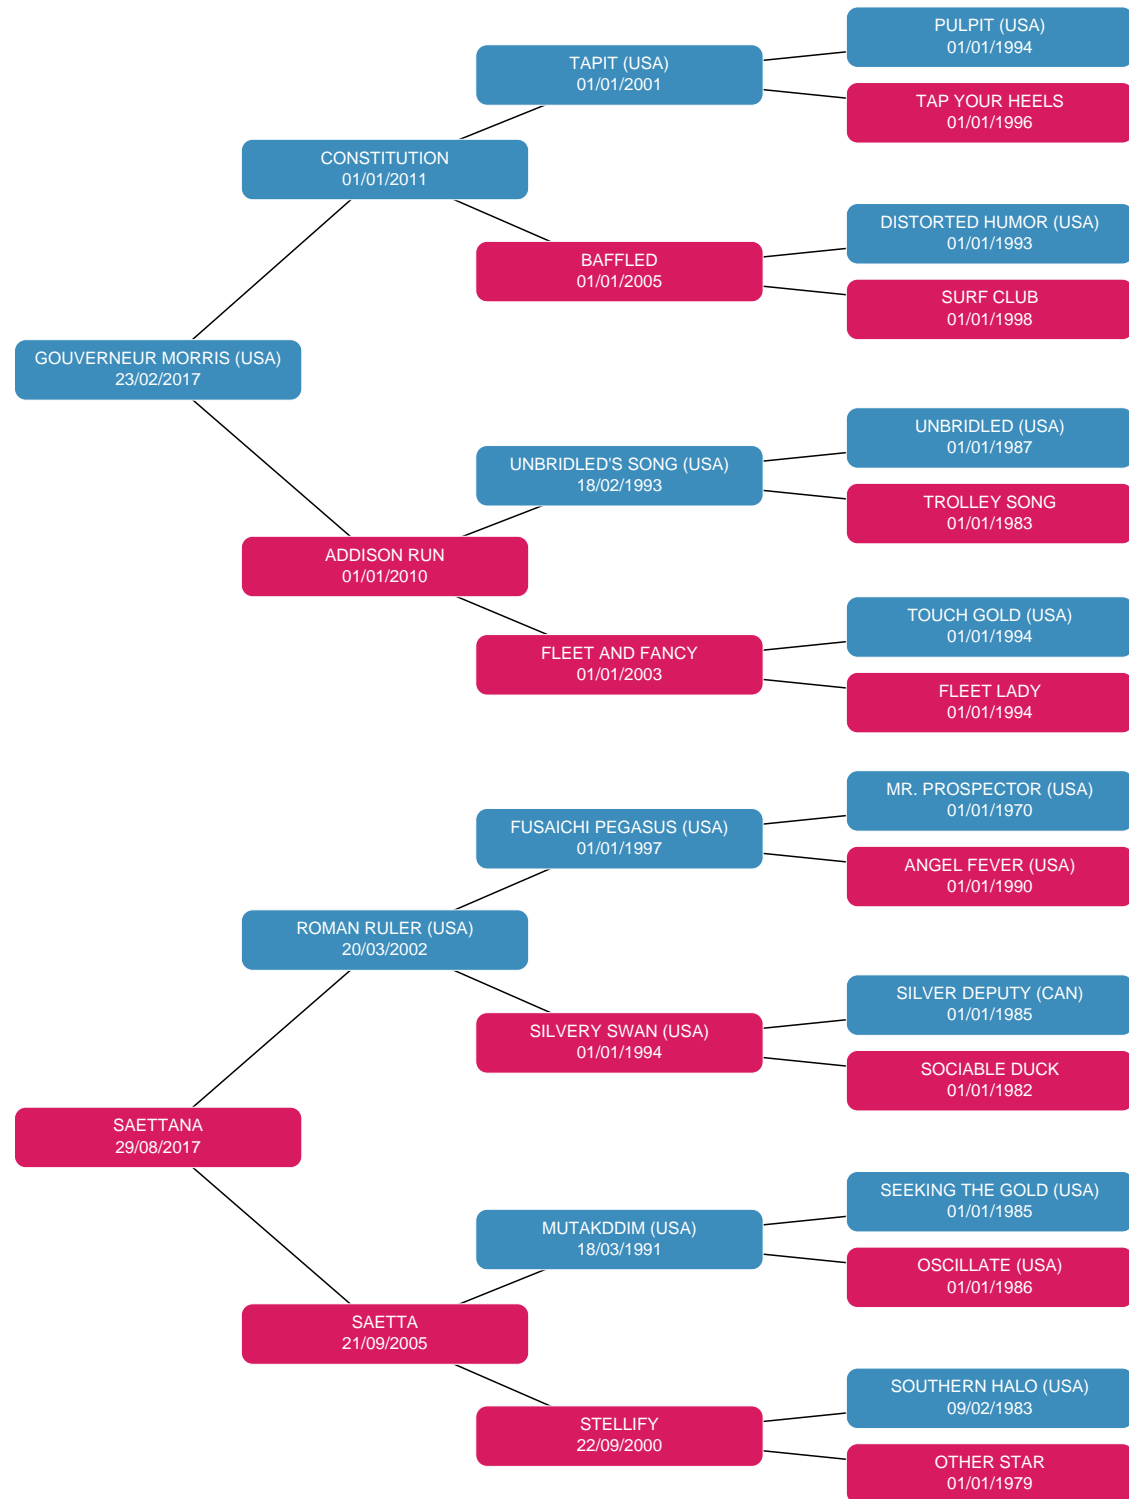 PULPIT (USA)
01/01/1994
TAPIT (USA)
01/01/2001
TAP YOUR HEELS
01/01/1996
CONSTITUTION
01/01/2011
DISTORTED HUMOR (USA)
01/01/1993
BAFFLED
01/01/2005
SURF CLUB
01/01/1998
GOUVERNEUR MORRIS (USA)
23/02/2017
UNBRIDLED (USA)
01/01/1987
UNBRIDLED'S SONG (USA)
18/02/1993
TROLLEY SONG
01/01/1983
ADDISON RUN
01/01/2010
TOUCH GOLD (USA)
01/01/1994
FLEET AND FANCY
01/01/2003
FLEET LADY
01/01/1994
MR. PROSPECTOR (USA)
01/01/1970
FUSAICHI PEGASUS (USA)
01/01/1997
ANGEL FEVER (USA)
01/01/1990
ROMAN RULER (USA)
20/03/2002
SILVER DEPUTY (CAN)
01/01/1985
SILVERY SWAN (USA)
01/01/1994
SOCIABLE DUCK
01/01/1982
SAETTANA
29/08/2017
SEEKING THE GOLD (USA)
01/01/1985
MUTAKDDIM (USA)
18/03/1991
OSCILLATE (USA)
01/01/1986
SAETTA
21/09/2005
SOUTHERN HALO (USA)
09/02/1983
STELLIFY
22/09/2000
OTHER STAR
01/01/1979